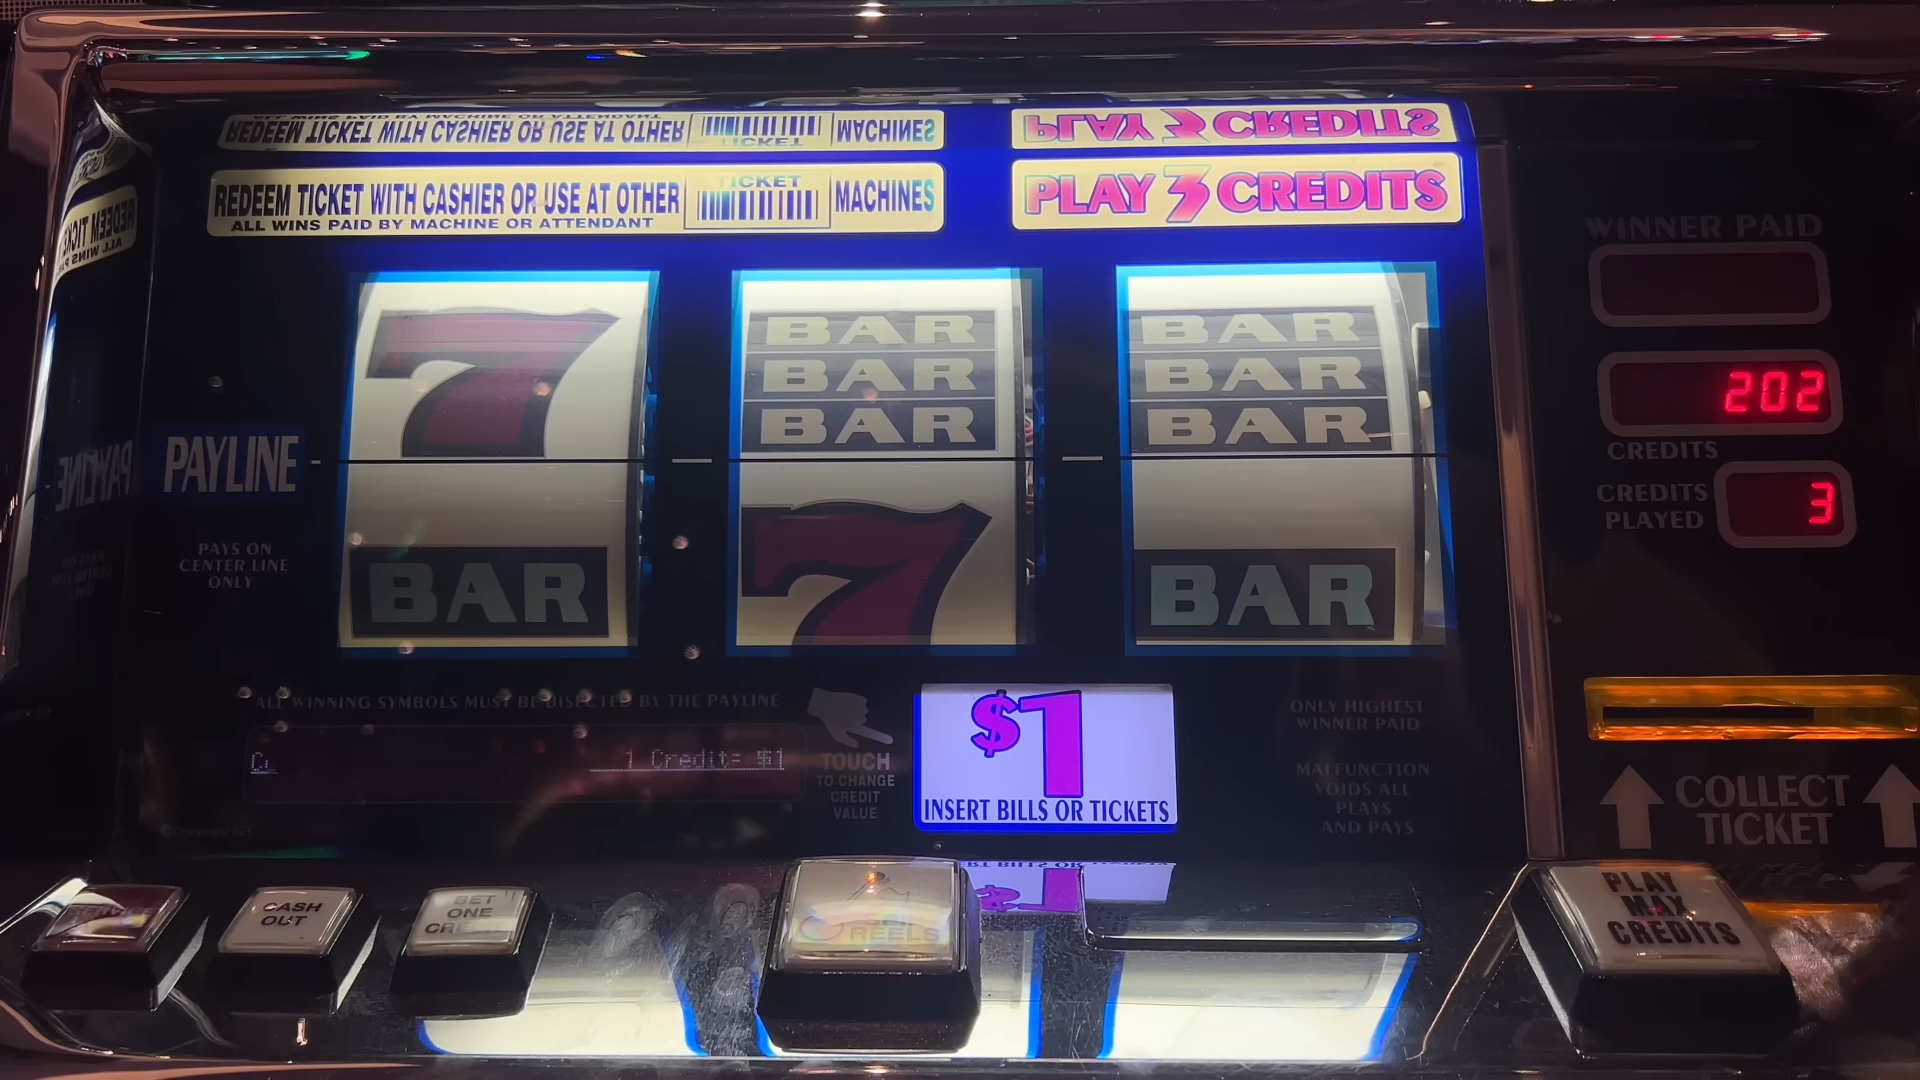 REDEEM TICKET WITH CASHIER OR USE AT OTHER TICKET MACHINES
ALL WINS PAID BY MACHINE OR ATTENDANT
PLAY 3 CREDITS
WINNER PAID
7
BAR
BAR
BAR
BAR
BAR
BAR
202
CREDITS
PAYLINE
CREDITS
PLAYED
3
PAYS ON
CENTER LINE
ONLY
BAR
7
BAR
ALL WINNING SYMBOLS MUST BE BISECTED BY THE PAYLINE
1 Credit= $1
TOUCH
TO CHANGE
CREDIT
VALUE
$1
INSERT BILLS OR TICKETS
ONLY HIGHEST
WINNER PAID
MALFUNCTION
VOIDS ALL
PLAYS
AND PAYS
COLLECT
TICKET
CASH
OUT
BET
ONE
REELS
PLAY
MAX
CREDITS